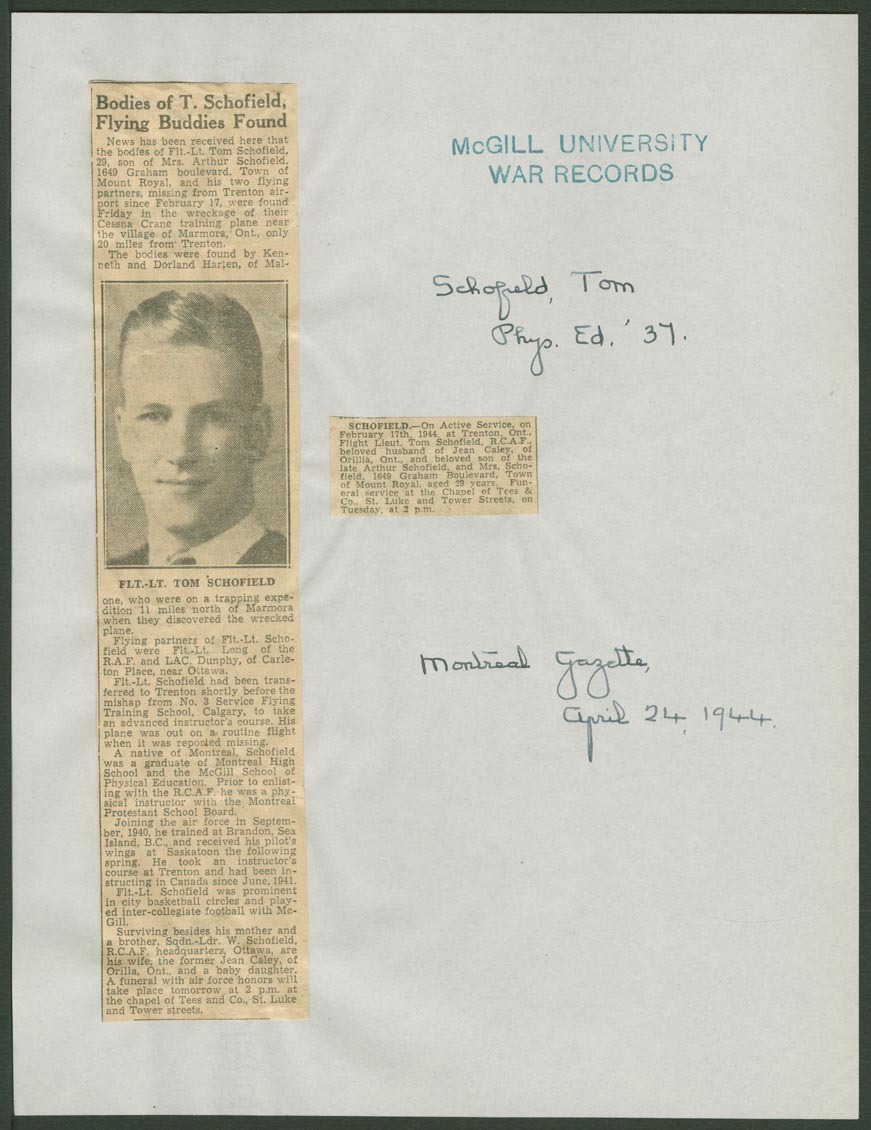 Bodies of T. Schofield,
Flying Buddies Found
News has been received here that
the bodies of Flt.-Lt. Tom Schofield,
29, son of Mrs. Arthur Schofield,
1649 Graham boulevard, Town of
Mount Royal, and his two flying
partners, missing from Trenton air-
port since February 17, were found
Friday in the wreckage of their
Cessna Crane training plane near
the village of Marmora, Ont., only
20 miles from Trenton.
The bodies were found by Ken-
neth and Dorland Harten, of Mal-
FLT.-LT. TOM SCHOFIELD
one, who were on a trapping expe-
dition 11 miles north of Marmora
when they discovered the wrecked
plane.
Flying partners of Flt.-Lt. Scho-
field were Flt.-Lt. Long of the
R.A.F. and LAC. Dunphy, of Carle-
ton Place, near Ottawa.
Flt.-Lt. Schofield had been trans-
ferred to Trenton shortly before the
mishap from No. 3 Service Flying
Training School, Calgary, to take
an advanced instructor's course. His
plane was out on a routine flight
when it was reported missing.
A native of Montreal, Schofield
was a graduate of Montreal High
School and the McGill School of
Physical Education. Prior to enlist-
ing with the R.C.A.F. he was a phy-
sical instructor with the Montreal
Protestant School Board.
Joining the air force in Septem-
ber, 1940, he trained at Brandon, Sea
Island, B.C., and received his pilot's
wings at Saskatoon the following
spring. He took an instructor's
course at Trenton and had been in-
structing in Canada since June, 1941.
Flt.-Lt. Schofield was prominent
in city basketball circles and play-
ed inter-collegiate football with Mc-
Gill.
Surviving besides his mother and
a brother, Sqdn.-Ldr. W. Schofield,
R.C.A.F. headquarters, Ottawa, are
his wife, the former Jean Caley, of
Orilla, Ont., and a baby daughter.
A funeral with air force honors will
take place tomorrow at 2 p.m. at
the chapel of Tees and Co., St. Luke
and Tower streets.
McGILL UNIVERSITY
WAR RECORDS
Schofield, Tom
Phys. Ed. '37.
SCHOFIELD.—On Active Service, on
February 17th, 1944, at Trenton, Ont.,
Flight Lieut. Tom Schofield, R.C.A.F.,
beloved husband of Jean Caley, of
Orillia, Ont., and beloved son of the
late Arthur Schofield, and Mrs. Scho-
field, 1649 Graham Boulevard, Town
of Mount Royal, aged 29 years. Fun-
eral service at the Chapel of Tees &
Co., St. Luke and Tower Streets, on
Tuesday, at 2 p.m.
Montreal Gazette,
April 24, 1944.